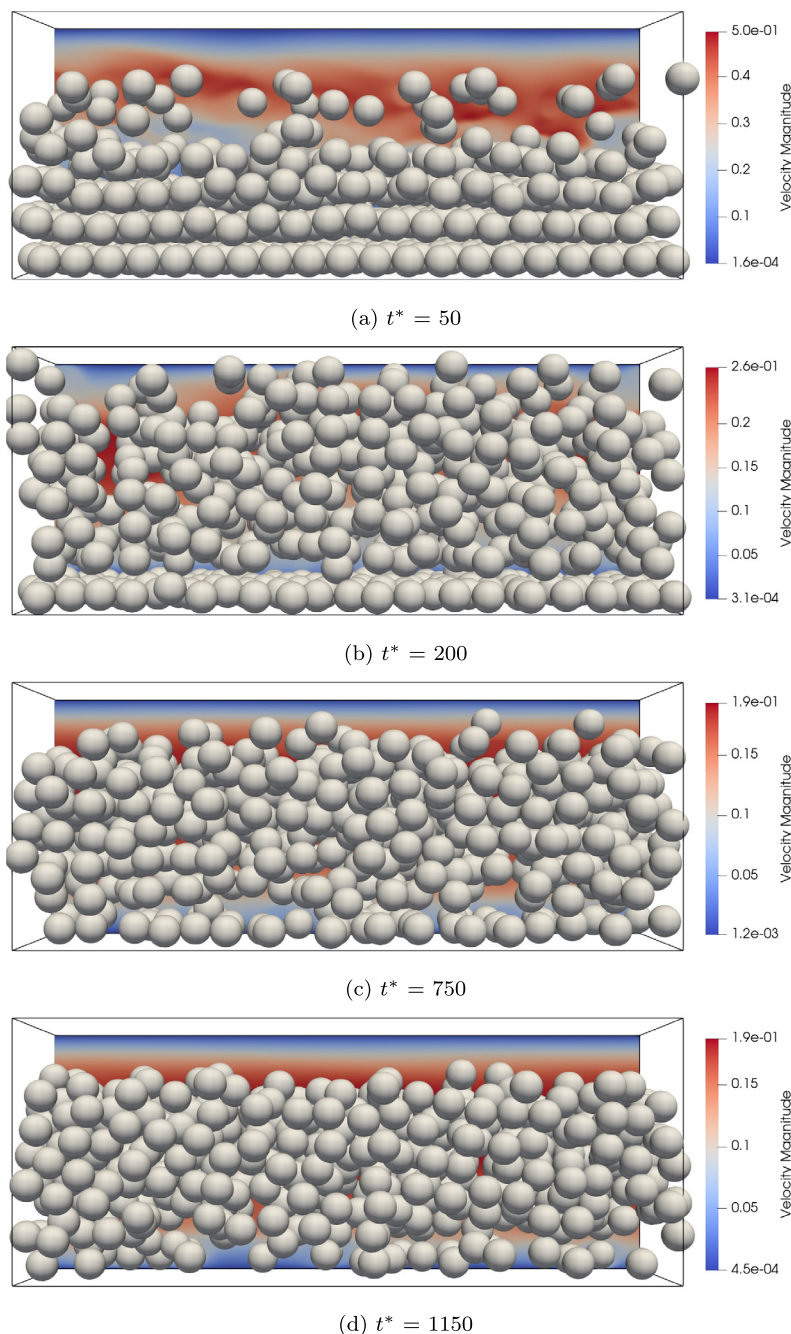 5.0e-01
0.4
0.3
0.2
0.1
1.6e-04
Velocity Magnitude
(a) t* = 50
2.6e-01
0.2
0.15
0.1
0.05
3.1e-04
Velocity Magnitude
(b) t* = 200
1.9e-01
0.15
0.1
0.05
1.2e-03
Velocity Magnitude
(c) t* = 750
1.9e-01
0.15
0.1
0.05
4.5e-04
Velocity Magnitude
(d) t* = 1150